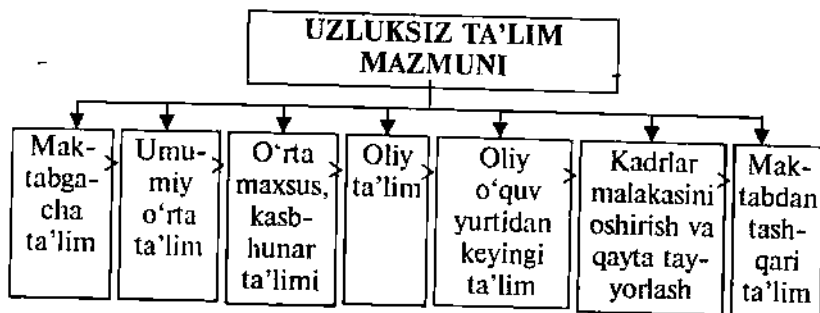 UZLUKSIZ TA’LIM
MAZMUNI
Mak-
tabga-
cha
ta’lim
Umu-
miy
o‘rta
ta’lim
O‘rta
maxsus,
kasb-
hunar
ta’limi
Oliy
ta’lim
Oliy
o‘quv
yurtidan
keyingi
ta’lim
Kadrlar
malakasini
oshirish va
qayta tay-
yorlash
Mak-
tabdan
tash-
qari
ta’lim